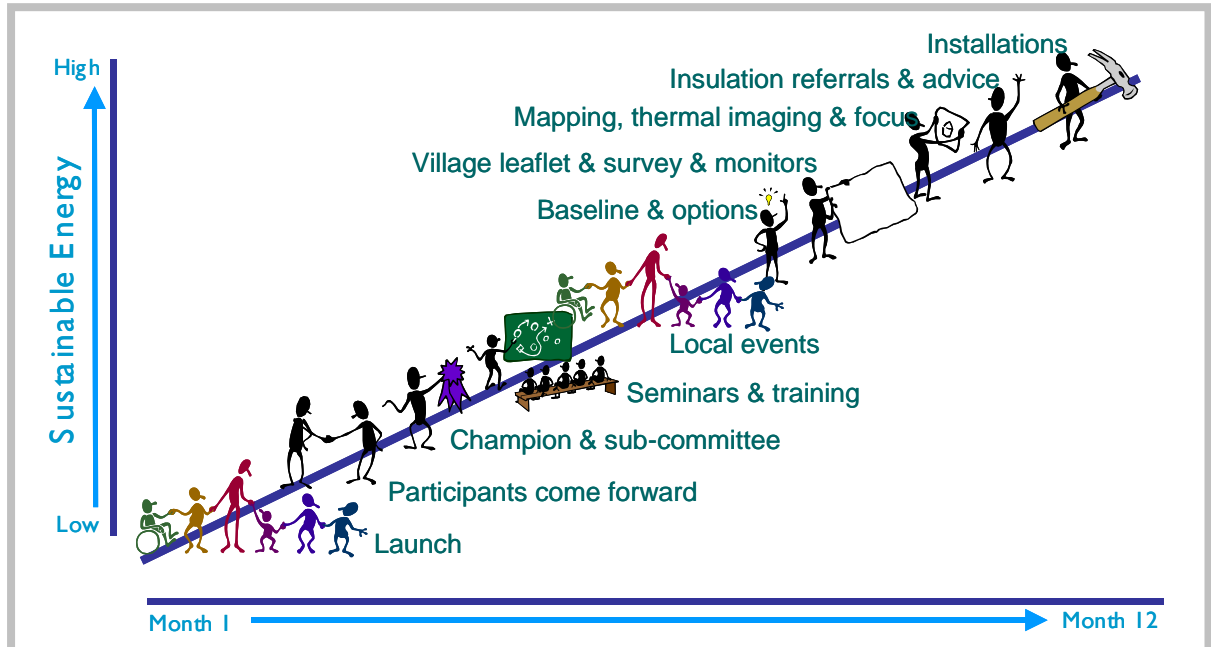 Installations
High
Insulation referrals & advice
Mapping, thermal imaging & focus
Village leaflet & survey & monitors
Baseline & options
Sustainable Energy
Local events
Seminars & training
Champion & sub-committee
Participants come forward
Low
Launch
Month 1
Month 12